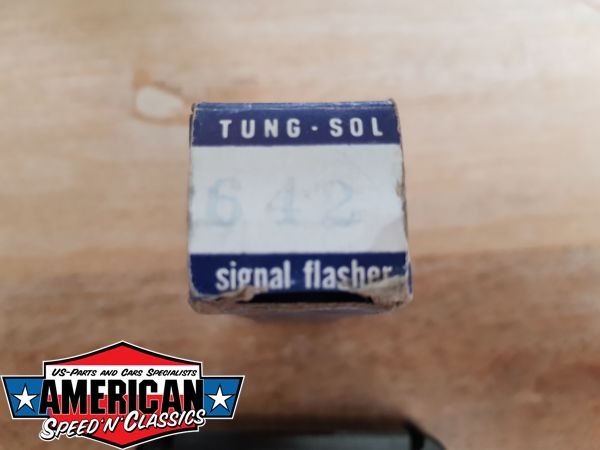 TUNG·SOL
642
signal flasher
US-PARTS AND CARS SPECIALISTS
AMERICAN
SPEED'N'CLASSICS